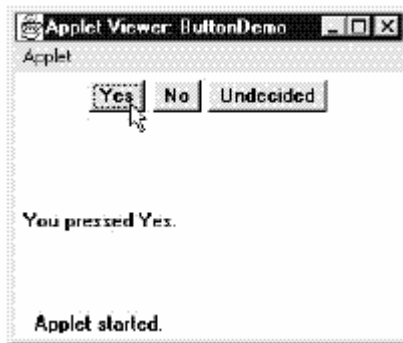 Applet Viewer: ButtonDemo
Applet
Yes No Undecided
You pressed Yes.
Applet started.